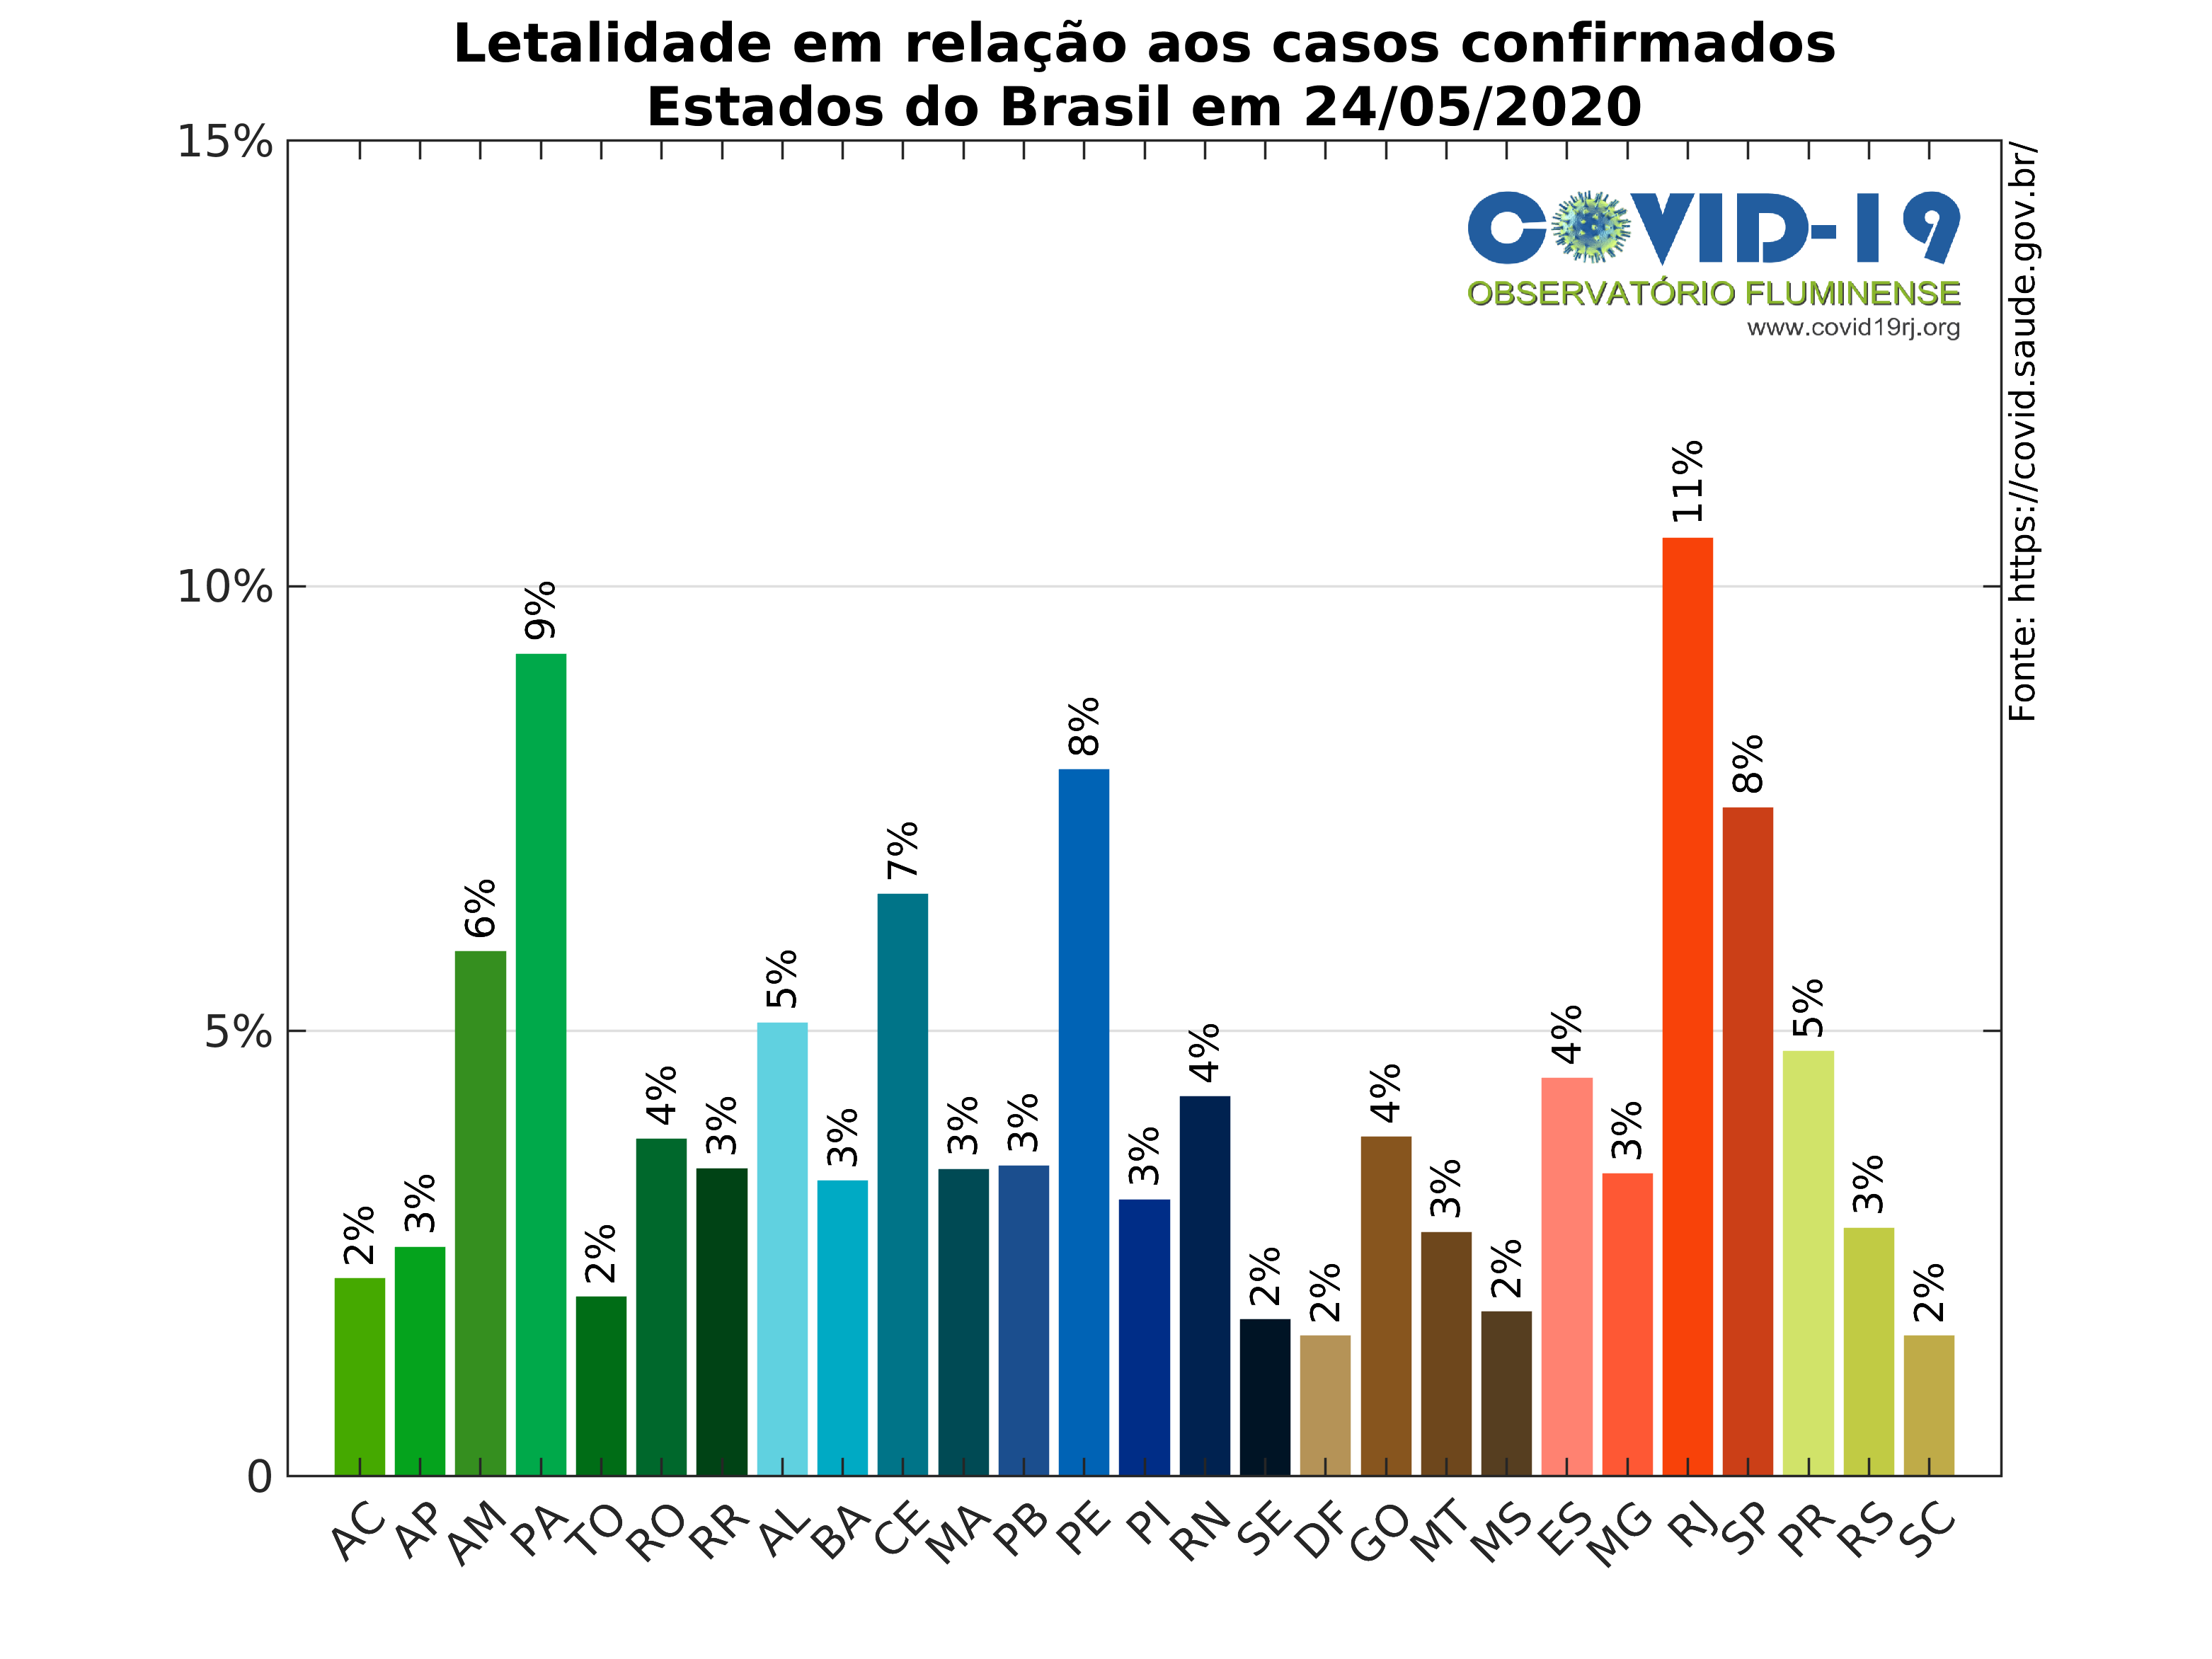 Letalidade em relação aos casos confirmados
Estados do Brasil em 24/05/2020
15%
10%
5%
0
COVID-19
OBSERVATÓRIO FLUMINENSE
www.covid19rj.org
Fonte: https://covid.saude.gov.br/
2%
3%
6%
9%
2%
4%
3%
5%
3%
7%
3%
3%
8%
3%
4%
2%
2%
4%
3%
2%
4%
3%
11%
8%
5%
3%
2%
AC
AP
AM
PA
TO
RO
RR
AL
BA
CE
MA
PB
PE
PI
RN
SE
DF
GO
MT
MS
ES
MG
RJ
SP
PR
RS
SC